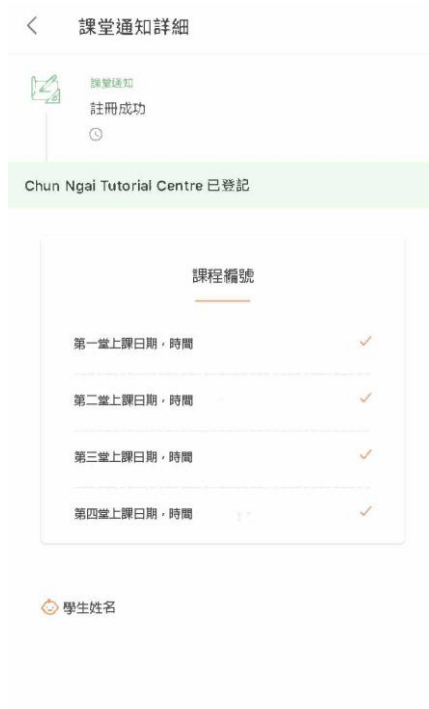 課堂通知詳細
課堂通知
註冊成功
Chun Ngai Tutorial Centre 已登記
課程編號
第一堂上課日期，時間
第二堂上課日期，時間
第三堂上課日期，時間
第四堂上課日期，時間
學生姓名